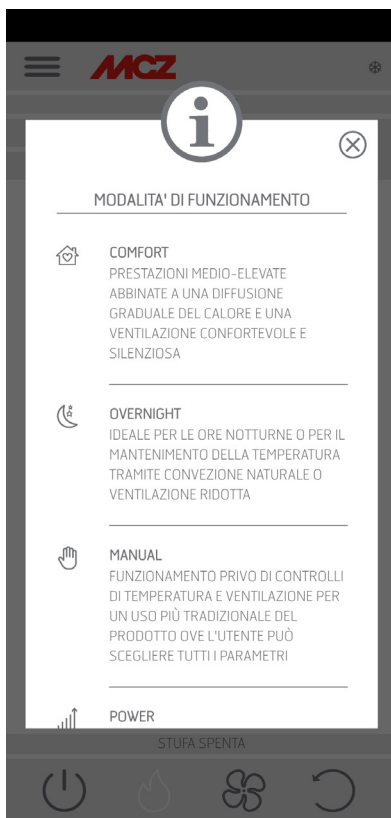 MCZ
i
MODALITA' DI FUNZIONAMENTO
COMFORT
PRESTAZIONI MEDIO-ELEVATE
ABBINATE A UNA DIFFUSIONE
GRADUALE DEL CALORE E UNA
VENTILAZIONE CONFORTEVOLE E
SILENZIOSA
OVERNIGHT
IDEALE PER LE ORE NOTTURNE O PER IL
MANTENIMENTO DELLA TEMPERATURA
TRAMITE CONVEZIONE NATURALE O
VENTILAZIONE RIDOTTA
MANUAL
FUNZIONAMENTO PRIVO DI CONTROLLI
DI TEMPERATURA E VENTILAZIONE PER
UN USO PIÙ TRADIZIONALE DEL
PRODOTTO OVE L'UTENTE PUÒ
SCEGLIERE TUTTI I PARAMETRI
POWER
STUFA SPENTA